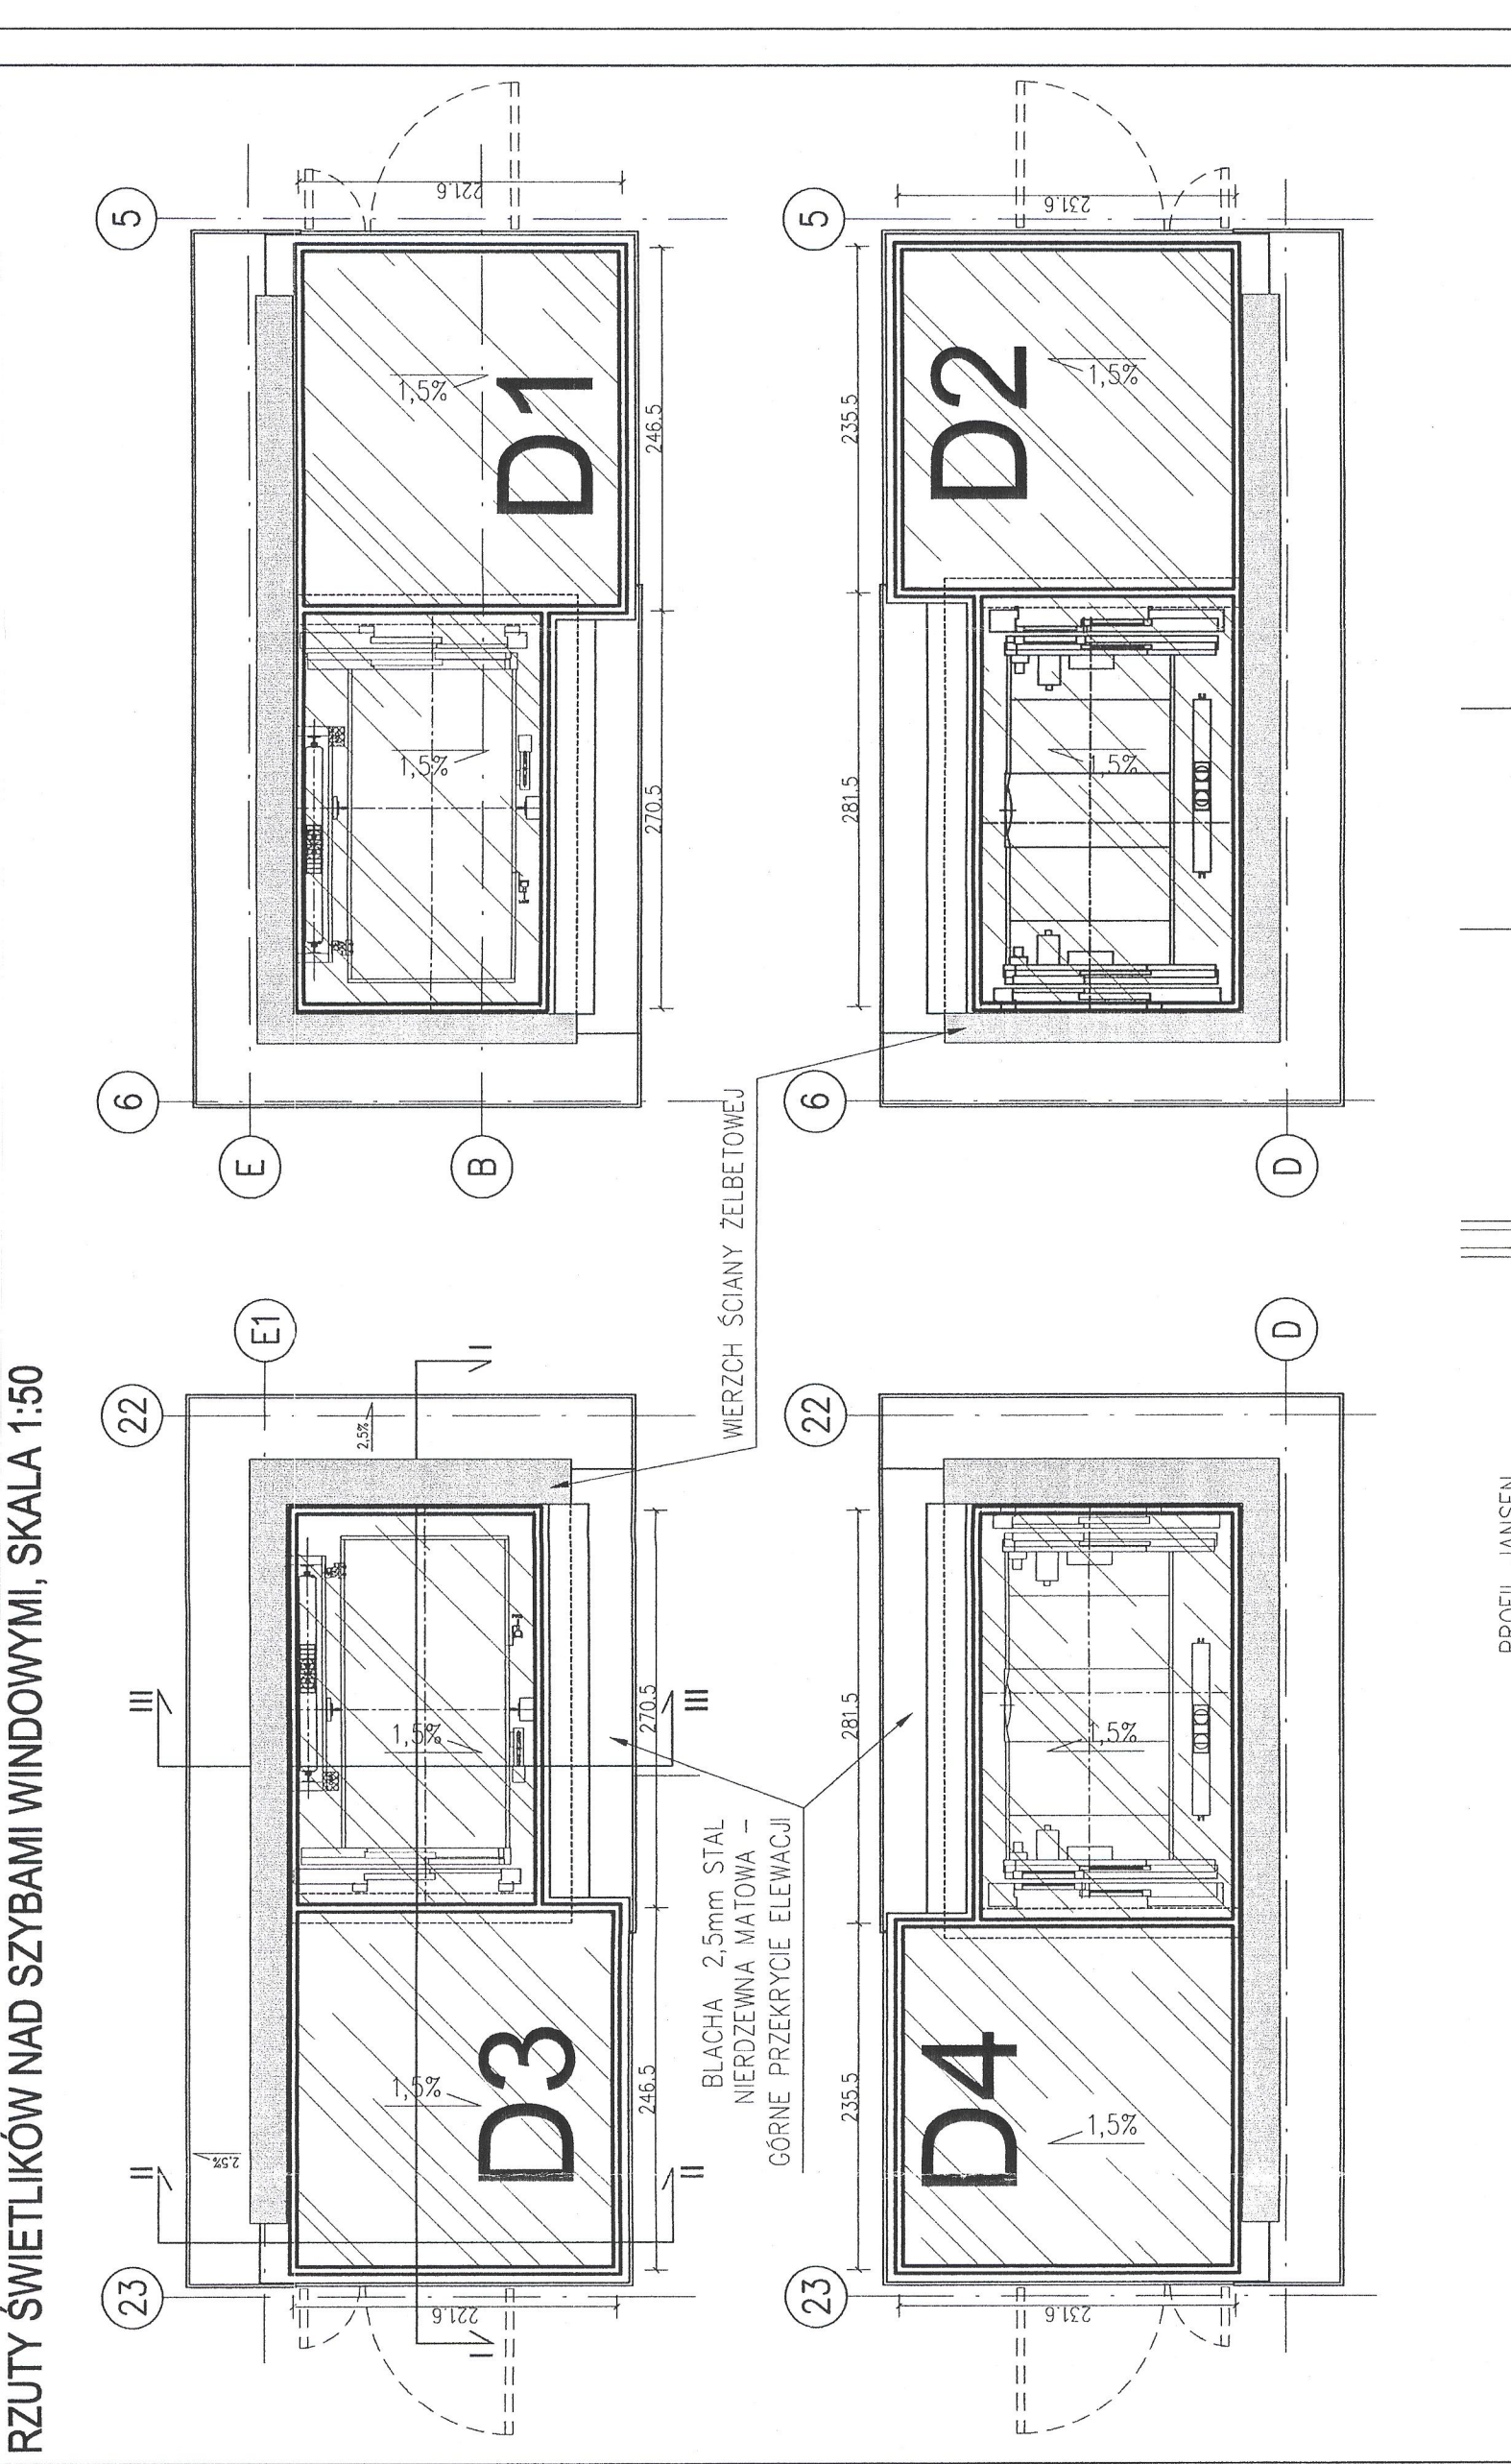 RZUTY ŚWIETLIKÓW NAD SZYBAMI WINDOWYMI, SKALA 1:50
23
22
E1
III
II
I
2,5%
2,5%
1,5%
1,5%
D3
221.6
246.5
270.5
III
II
I
6
5
E
B
1,5%
1,5%
D1
221.6
270.5
246.5
BLACHA 2,5mm STAL
NIERDZEWNA MATOWA –
GÓRNE PRZEKRYCIE ELEWACJI
WIERZCH ŚCIANY ŻELBETOWEJ
23
22
D
235.5
281.5
D4
1,5%
1,5%
231.6
6
5
D
281.5
235.5
D2
1,5%
1,5%
231.6